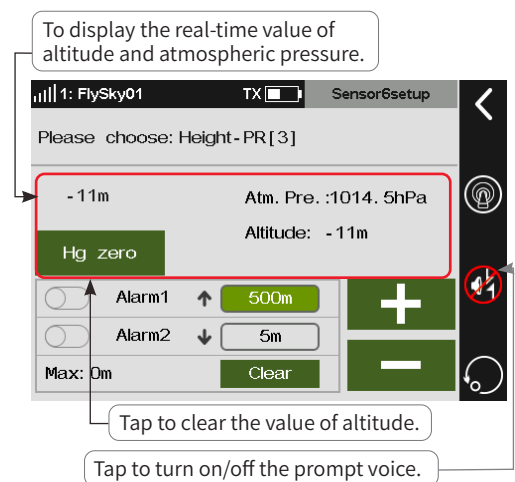 To display the real-time value of
altitude and atmospheric pressure.
1: FlySky01 TX Sensor6setup
Please choose: Height-PR[3]
-11m Atm. Pre. :1014. 5hPa
Altitude: -11m
Hg zero
Alarm1 ↑ 500m
+
Alarm2 ↓ 5m
Max: 0m Clear
−
Tap to clear the value of altitude.
Tap to turn on/off the prompt voice.